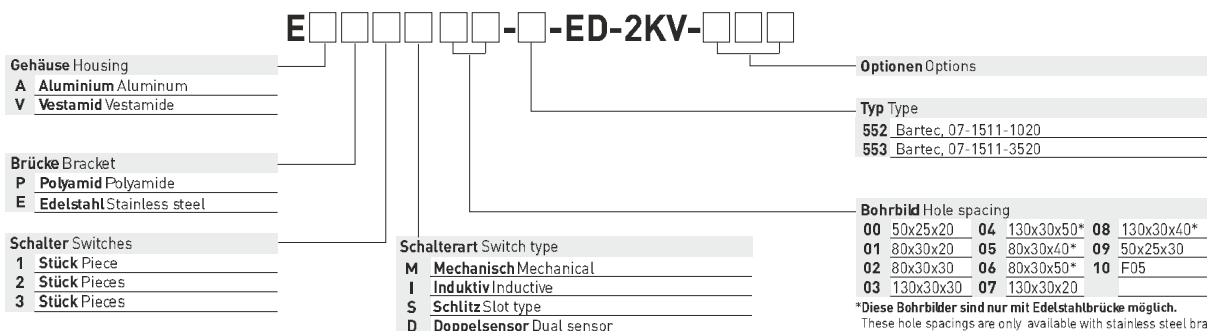 E□□□□□□-□-ED-2KV-□□□
Gehäuse Housing
A Aluminium Aluminum
V Vestamid Vestamide
Brücke Bracket
P Polyamid Polyamide
E Edelstahl Stainless steel
Schalter Switches
1 Stück Piece
2 Stück Pieces
3 Stück Pieces
Schalterart Switch type
M Mechanisch Mechanical
I Induktiv Inductive
S Schlitz Slot type
D Doppelsensor Dual sensor
Optionen Options
Typ Type
552 Bartec, 07-1511-1020
553 Bartec, 07-1511-3520
Bohrbild Hole spacing
00 50x25x20 04 130x30x50* 08 130x30x40*
01 80x30x20 05 80x30x40* 09 50x25x30
02 80x30x30 06 80x30x50* 10 F05
03 130x30x30 07 130x30x20
*Diese Bohrbilder sind nur mit Edelstahlbrücke möglich.
These hole spacings are only available with stainless steel bra